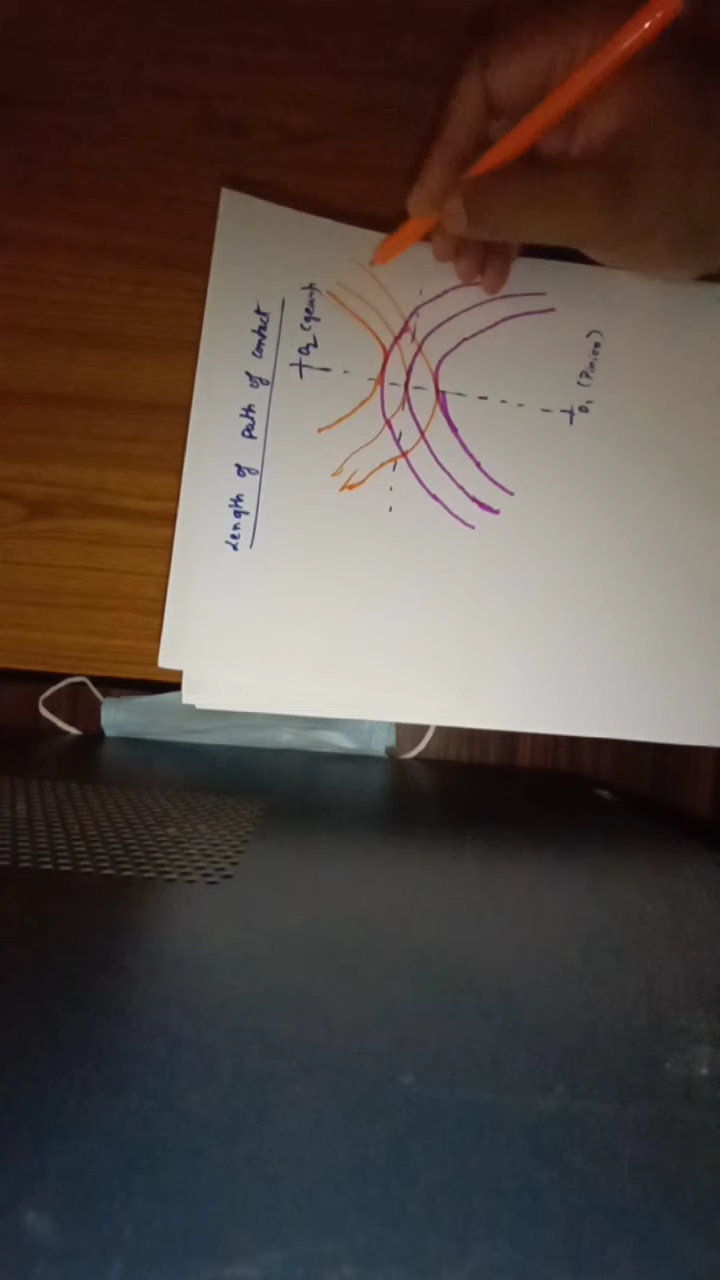 Length of path of contact
O2 (gear)
O1 (Pinion)